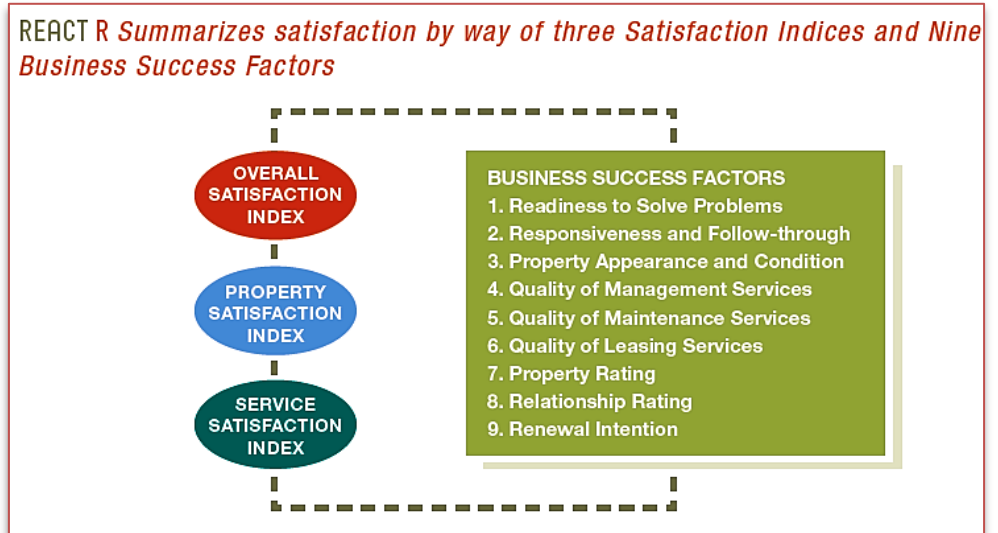 REACT R Summarizes satisfaction by way of three Satisfaction Indices and Nine
Business Success Factors
OVERALL
SATISFACTION
INDEX
PROPERTY
SATISFACTION
INDEX
SERVICE
SATISFACTION
INDEX
BUSINESS SUCCESS FACTORS
1. Readiness to Solve Problems
2. Responsiveness and Follow-through
3. Property Appearance and Condition
4. Quality of Management Services
5. Quality of Maintenance Services
6. Quality of Leasing Services
7. Property Rating
8. Relationship Rating
9. Renewal Intention